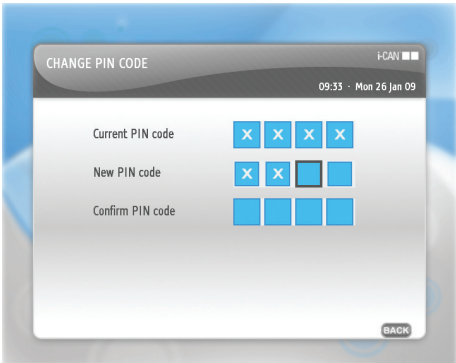 i-CAN
CHANGE PIN CODE
09:33 · Mon 26 Jan 09
Current PIN code X X X X
New PIN code X X
Confirm PIN code
BACK